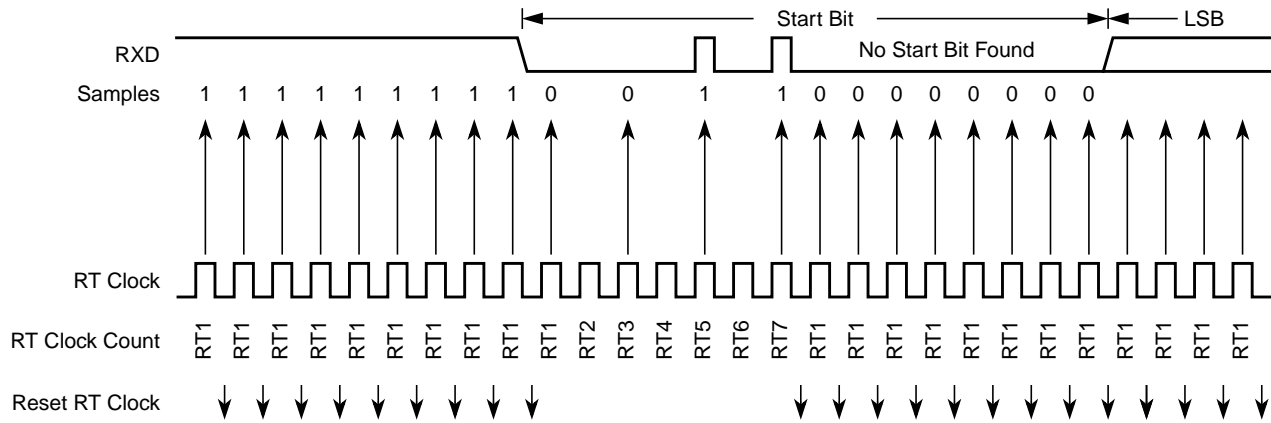 Start Bit LSB
RXD No Start Bit Found
Samples 1 1 1 1 1 1 1 1 1 0 0 1 1 0 0 0 0 0 0 0 0
RT Clock
RT Clock Count RT1 RT1 RT1 RT1 RT1 RT1 RT1 RT1 RT1 RT1 RT2 RT3 RT4 RT5 RT6 RT7 RT1 RT1 RT1 RT1 RT1 RT1 RT1 RT1 RT1 RT1 RT1 RT1
Reset RT Clock